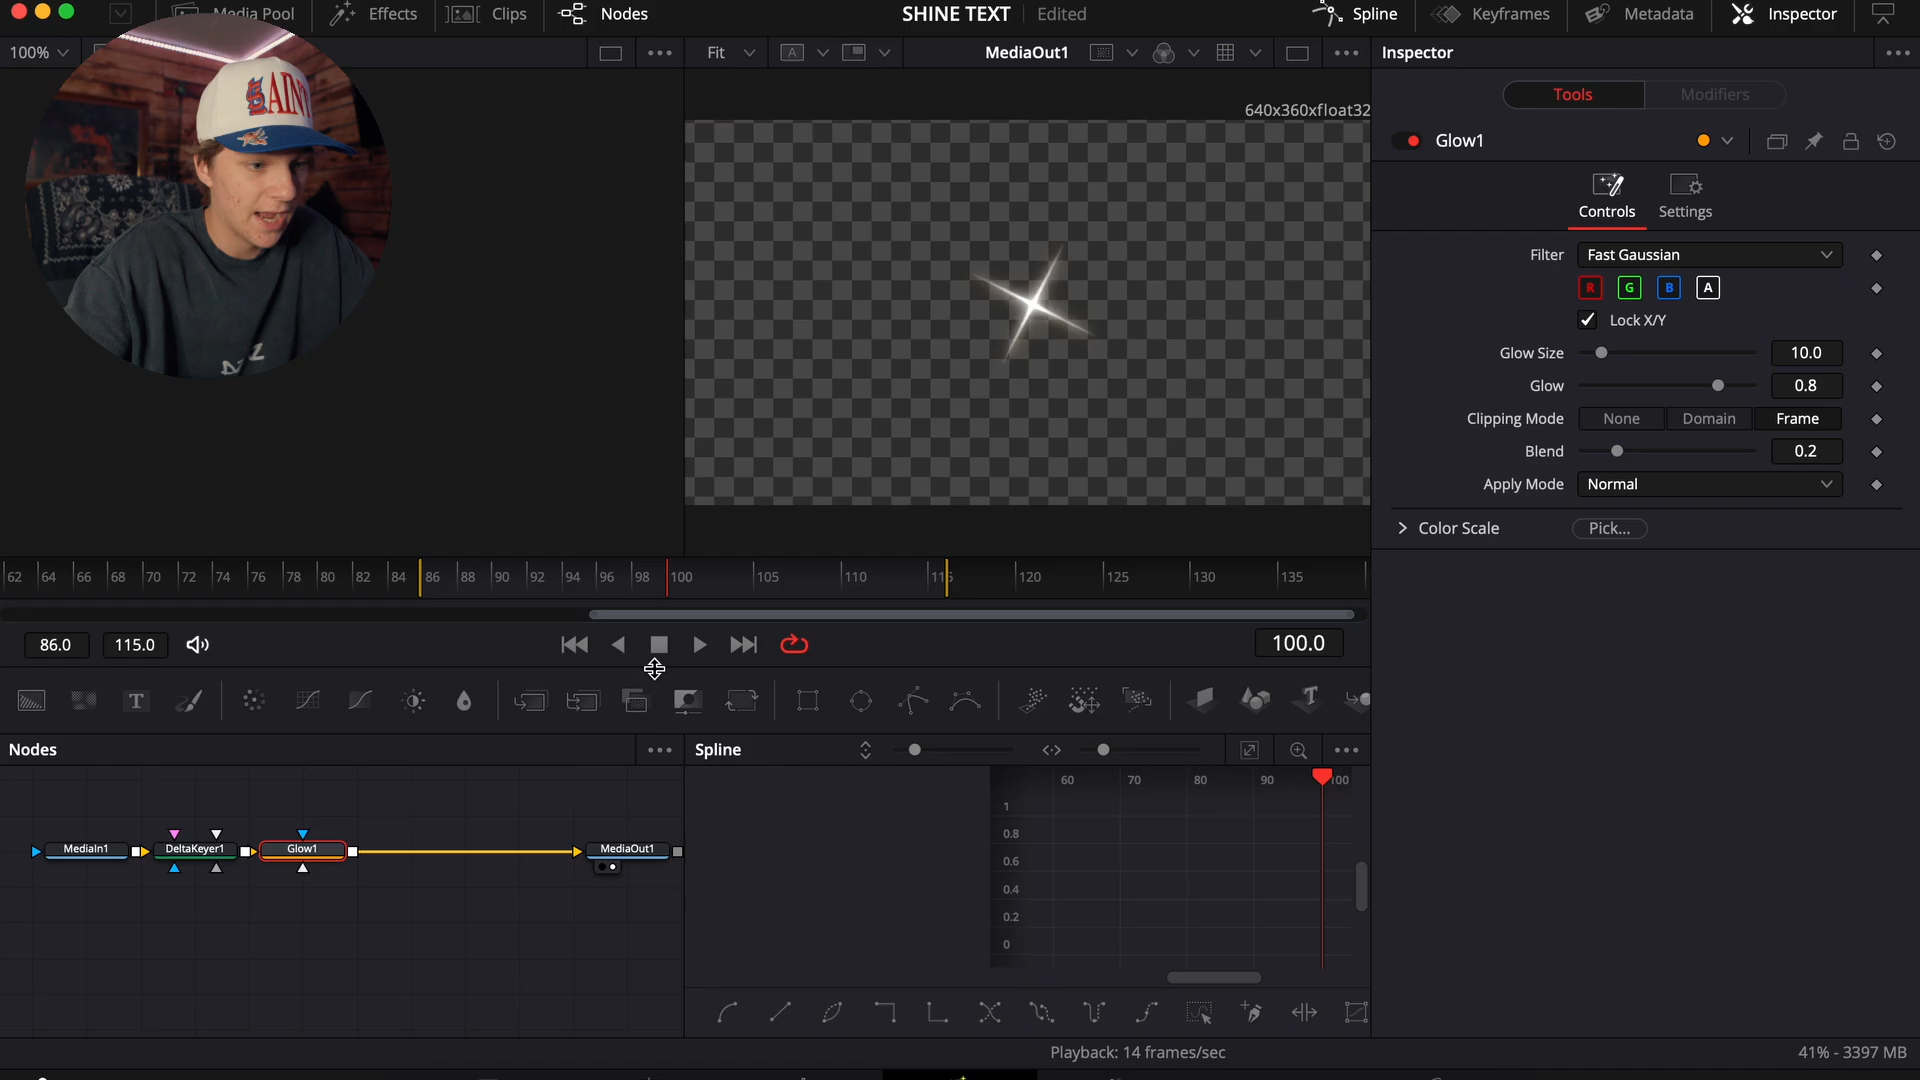 Media Pool Effects Clips Nodes SHINE TEXT Edited Spline Keyframes Metadata Inspector
100% Fit A MediaOut1 Inspector
Tools Modifiers
640x360xfloat32
Glow1
Controls Settings
Filter Fast Gaussian
R G B A
Lock X/Y
Glow Size 10.0
Glow 0.8
Clipping Mode None Domain Frame
Blend 0.2
Apply Mode Normal
Color Scale Pick...
SAINT
62 64 66 68 70 72 74 76 78 80 82 84 86 88 90 92 94 96 98 100 105 110 115 120 125 130 135
86.0 115.0 100.0
T T
Nodes Spline
60 70 80 90 100
1
0.8
0.6
0.4
0.2
0
MediaIn1 DeltaKeyer1 Glow1 MediaOut1
Playback: 14 frames/sec 41% - 3397 MB